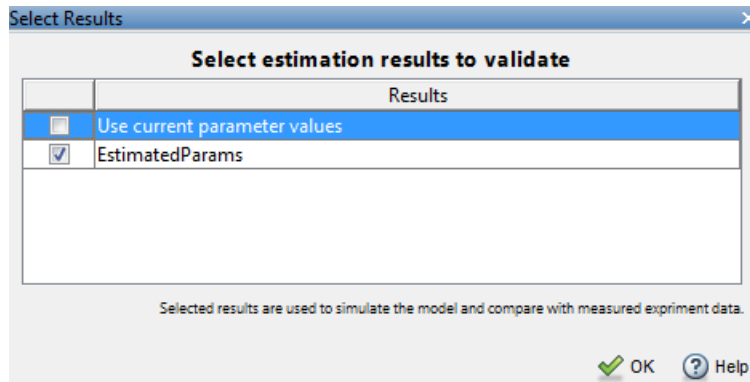 Select Results
Select estimation results to validate
Results
Use current parameter values
EstimatedParams
Selected results are used to simulate the model and compare with measured expriment data.
OK Help